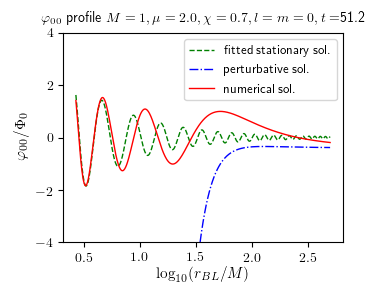 φ₀₀ profile M = 1, μ = 2.0, χ = 0.7, l = m = 0, t =51.2
fitted stationary sol.
perturbative sol.
numerical sol.
φ₀₀/Φ₀
4
2
0
−2
−4
0.5 1.0 1.5 2.0 2.5
log₁₀(r_BL/M)